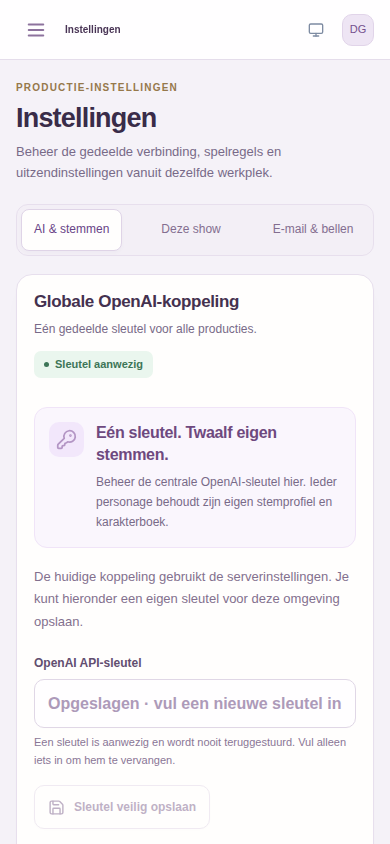 Instellingen
DG
PRODUCTIE-INSTELLINGEN
Instellingen
Beheer de gedeelde verbinding, spelregels en
uitzendinstellingen vanuit dezelfde werkplek.
AI & stemmen
Deze show
E-mail & bellen
Globale OpenAI-koppeling
Eén gedeelde sleutel voor alle producties.
Sleutel aanwezig
Eén sleutel. Twaalf eigen
stemmen.
Beheer de centrale OpenAI-sleutel hier. Ieder
personage behoudt zijn eigen stemprofiel en
karakterboek.
De huidige koppeling gebruikt de serverinstellingen. Je
kunt hieronder een eigen sleutel voor deze omgeving
opslaan.
OpenAI API-sleutel
Opgeslagen · vul een nieuwe sleutel in
Een sleutel is aanwezig en wordt nooit teruggestuurd. Vul alleen
iets in om hem te vervangen.
Sleutel veilig opslaan